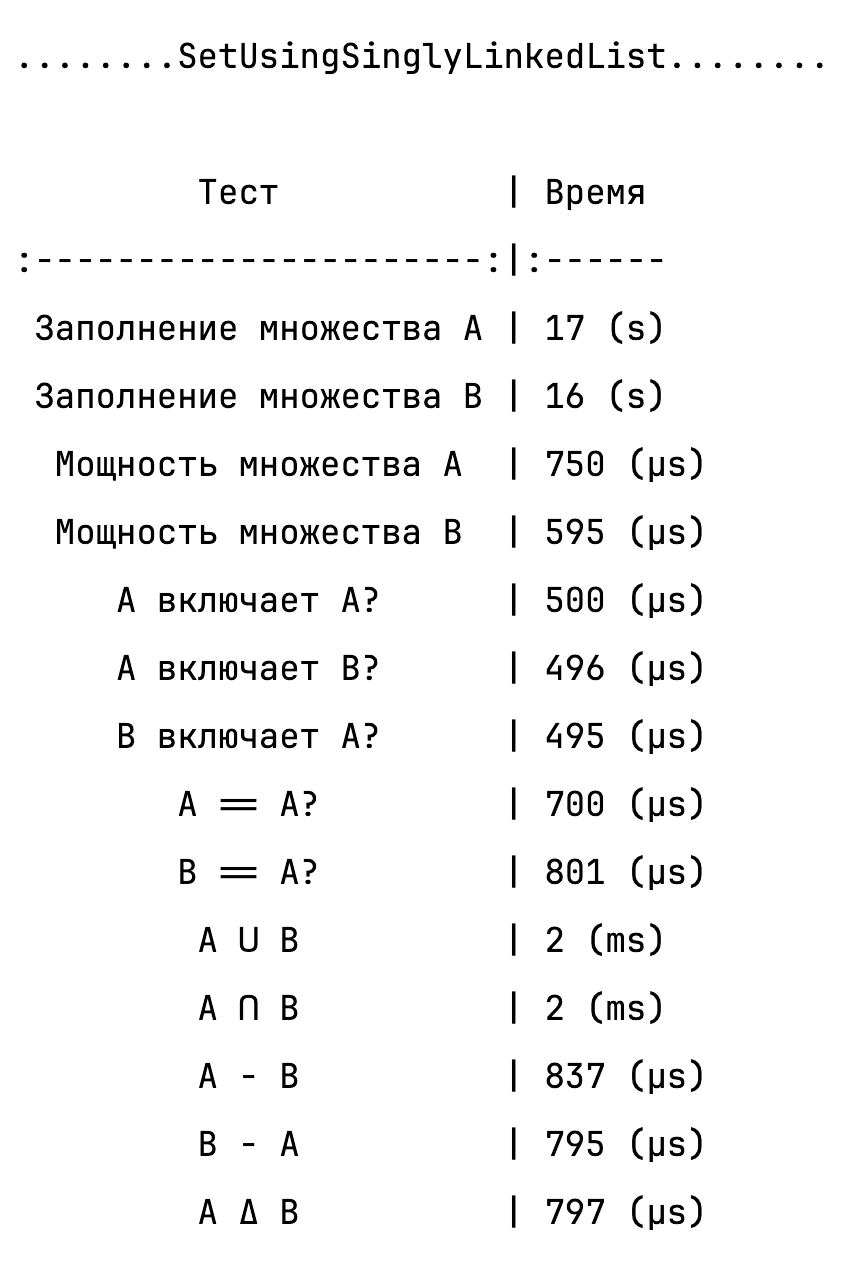 ........SetUsingSinglyLinkedList........
Тест | Время
:----------------------:|:------
Заполнение множества A | 17 (s)
Заполнение множества B | 16 (s)
Мощность множества A | 750 (µs)
Мощность множества B | 595 (µs)
A включает A? | 500 (µs)
A включает B? | 496 (µs)
B включает A? | 495 (µs)
A == A? | 700 (µs)
B == A? | 801 (µs)
A ∪ B | 2 (ms)
A ∩ B | 2 (ms)
A - B | 837 (µs)
B - A | 795 (µs)
A ∆ B | 797 (µs)